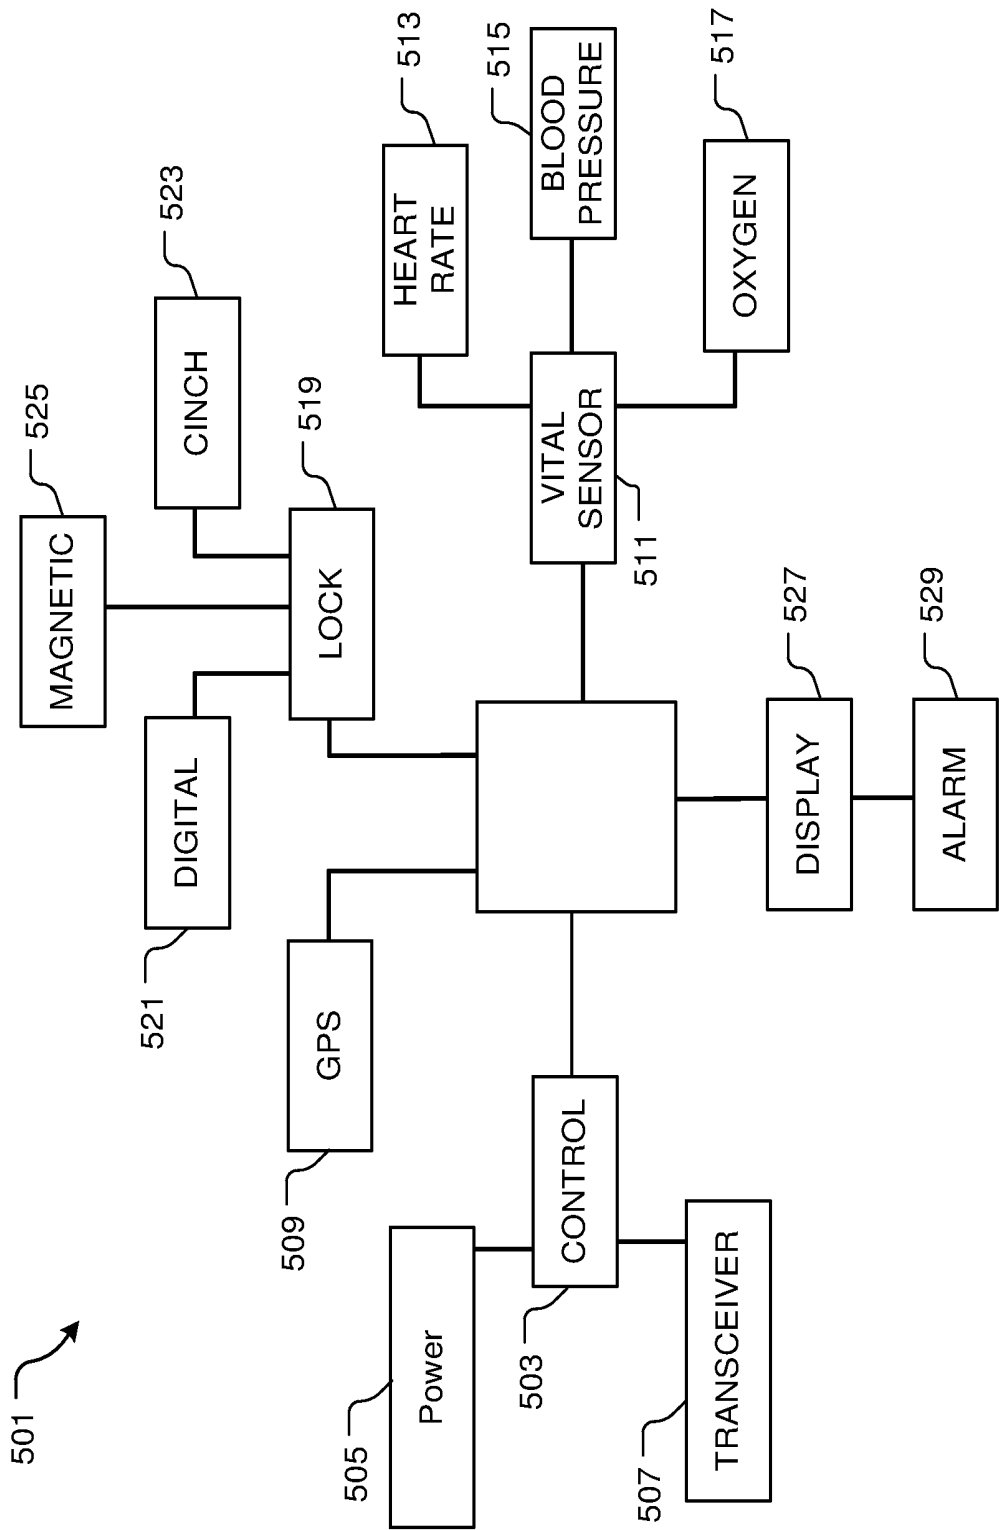 501
505
Power
503
CONTROL
507
TRANSCEIVER
509
GPS
521
DIGITAL
525
MAGNETIC
523
CINCH
519
LOCK
511
VITAL
SENSOR
513
HEART
RATE
515
BLOOD
PRESSURE
517
OXYGEN
527
DISPLAY
529
ALARM